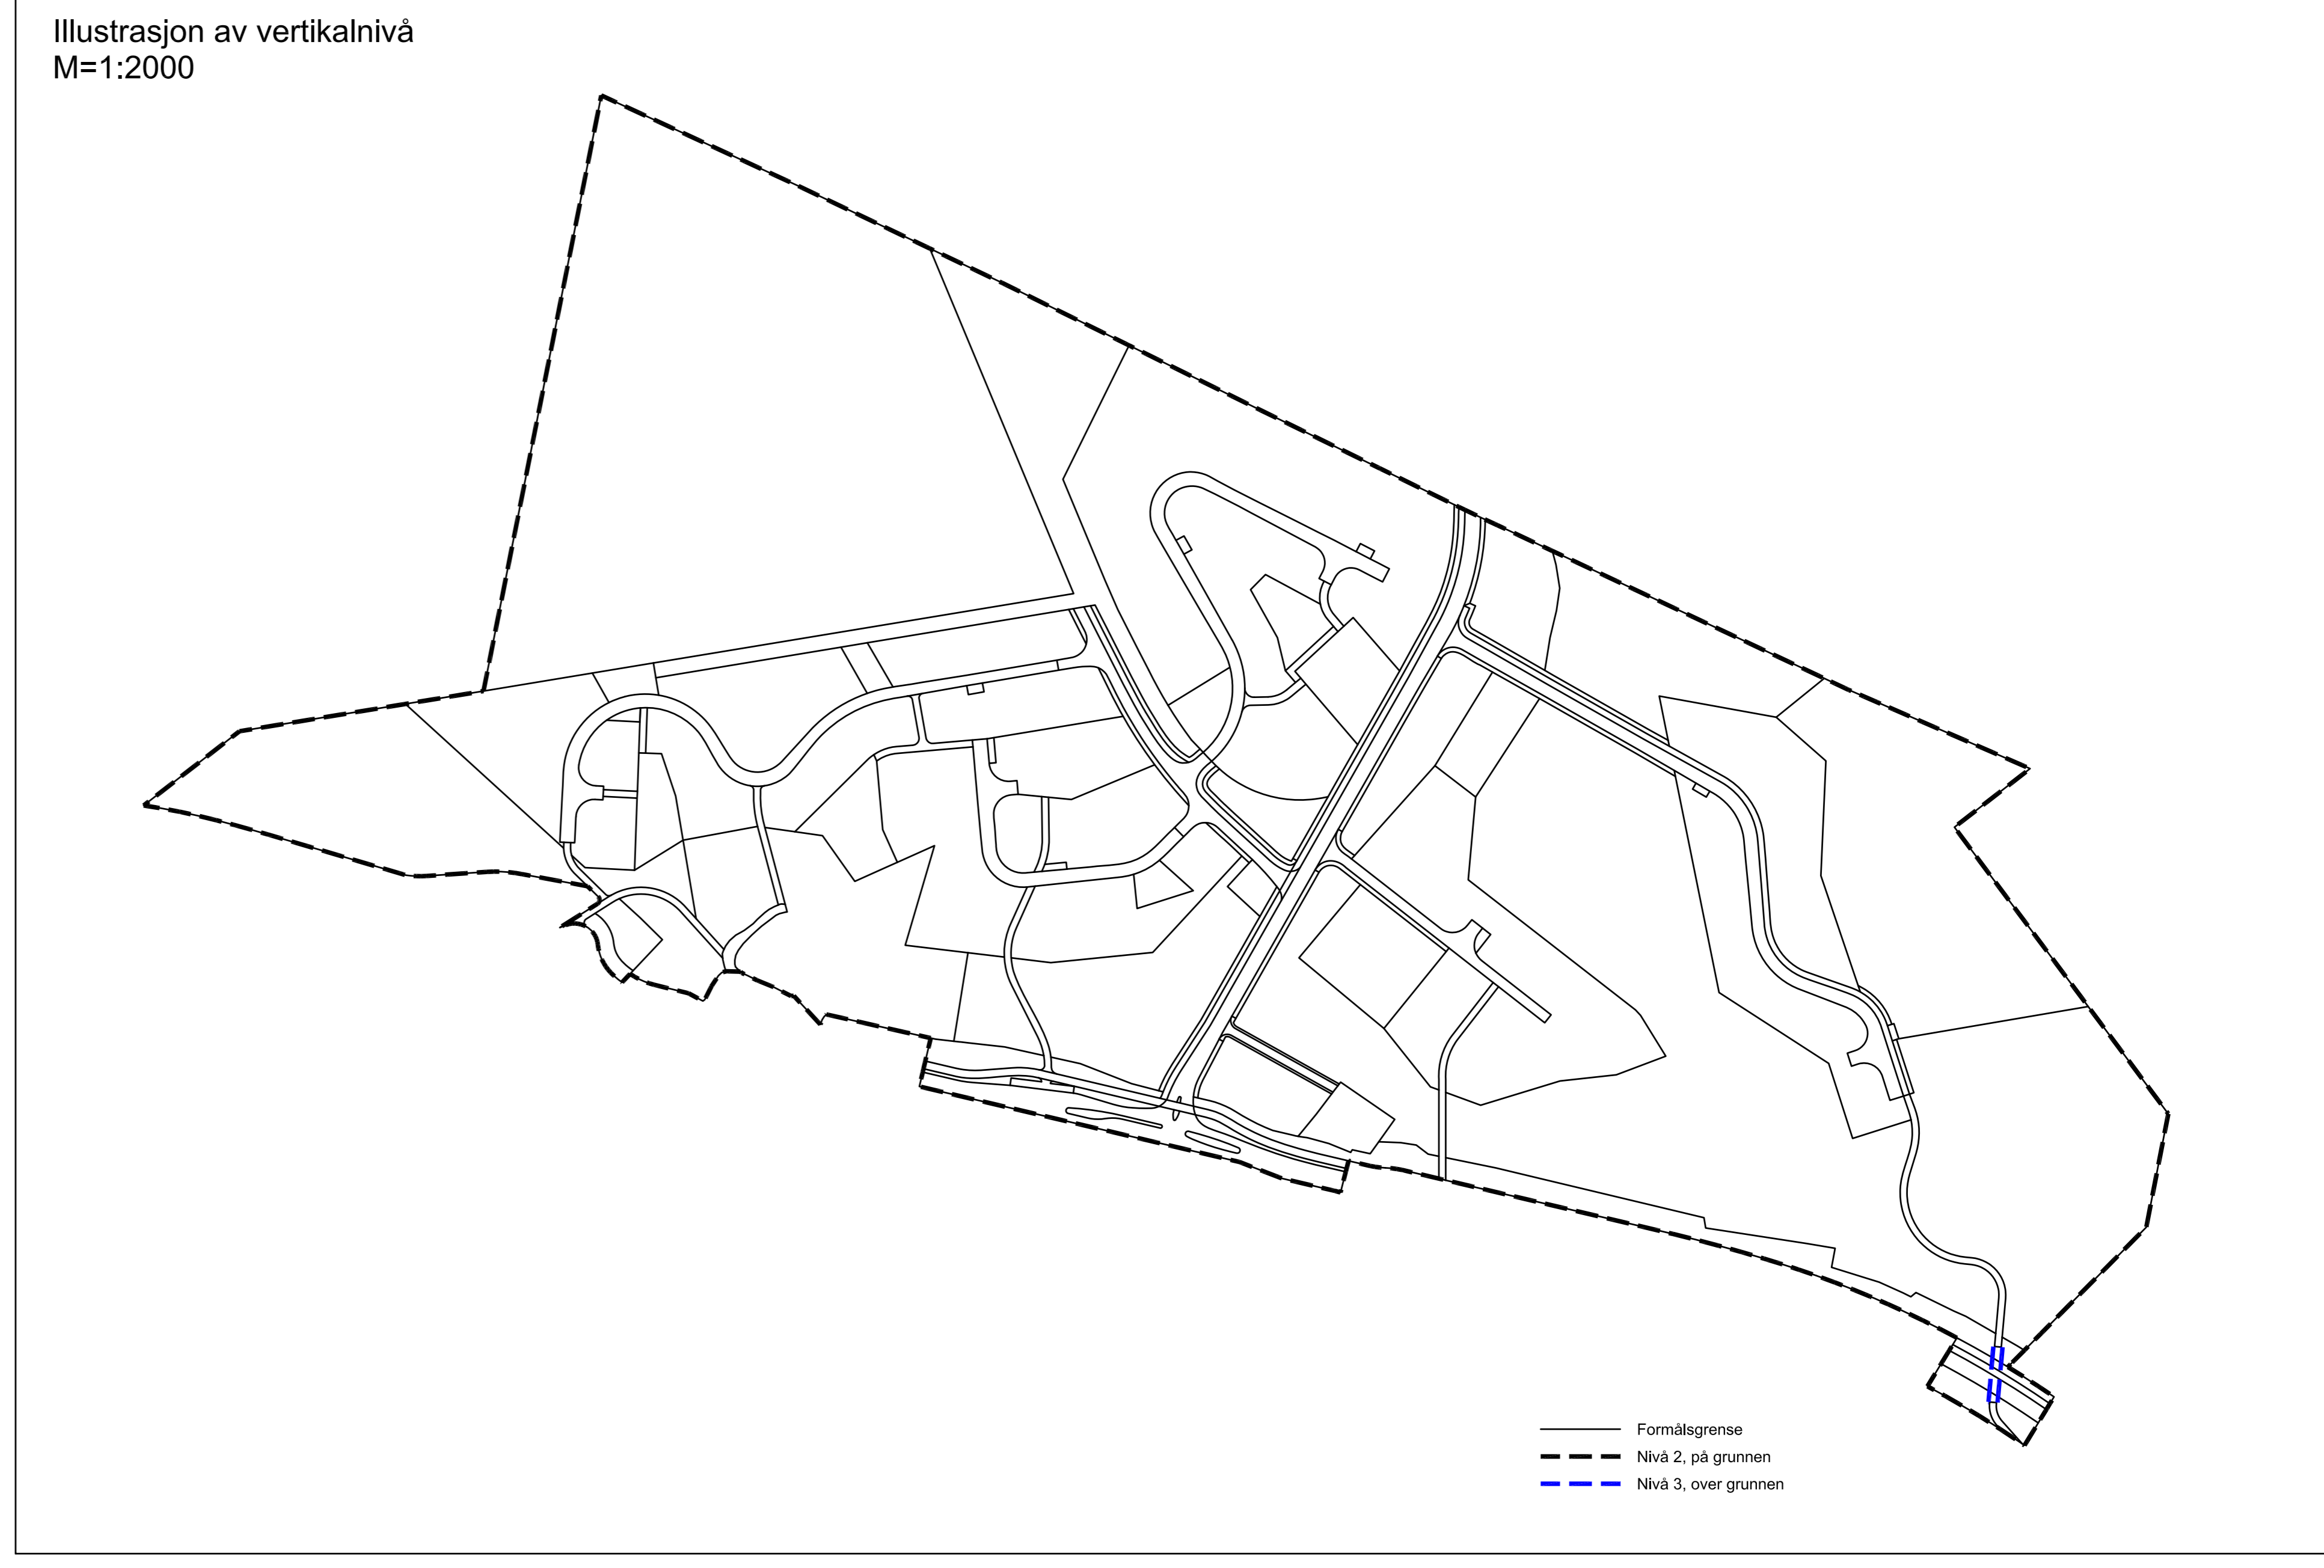 Illustrasjon av vertikalnivå
M=1:2000
Formålsgrense
Nivå 2, på grunnen
Nivå 3, over grunnen